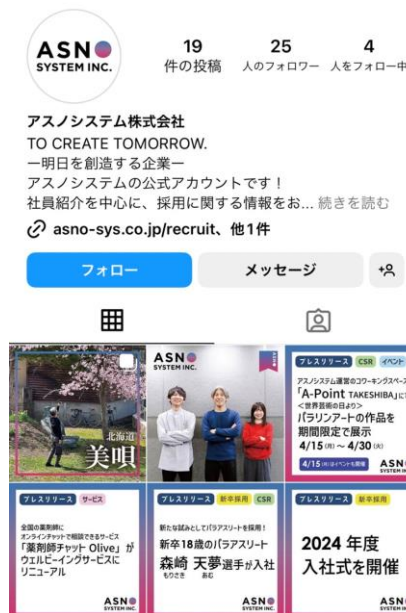 ASNO
SYSTEM INC.
19
件の投稿
25
人のフォロワー
4
人をフォロー中
アスノシステム株式会社
TO CREATE TOMORROW.
ー明日を創造する企業ー
アスノシステムの公式アカウントです！
社員紹介を中心に、採用に関する情報をお... 続きを読む
asno-sys.co.jp/recruit、他1件
フォロー
メッセージ
北海道
美唄
ASNO
SYSTEM INC.
プレスリリース CSR イベント
アスノシステム運営のコワーキングスペース
「A-Point TAKESHIBA」に
<世界芸術の日より>
パラリンアートの作品を
期間限定で展示
4/15(月)～4/30(火)
4/15(月)はイベントも開催
ASNO
SYSTEM INC.
プレスリリース サービス
全国の薬剤師に
オンラインチャットで相談できるサービス
「薬剤師チャット Olive」が
ウェルビーイングサービスに
リニューアル
ASNO
SYSTEM INC.
プレスリリース 新卒採用 CSR
新たな試みとしてパラアスリートを採用！
新卒18歳のパラアスリート
森崎 天夢選手が入社
もりさき あむ
ASNO
SYSTEM INC.
プレスリリース 新卒採用
2024 年度
入社式を開催
ASNO
SYSTEM INC.